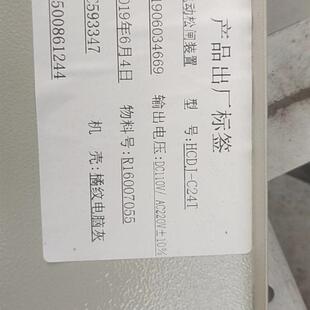 产品出厂标签
动松闸装置 型 号:HCDJ-C24T
1906034669 输出电压:DC110V/ AC220V±10%
019年6月4日 物料号:R16007055
C593347 机 壳:橘纹电脑灰
500861244